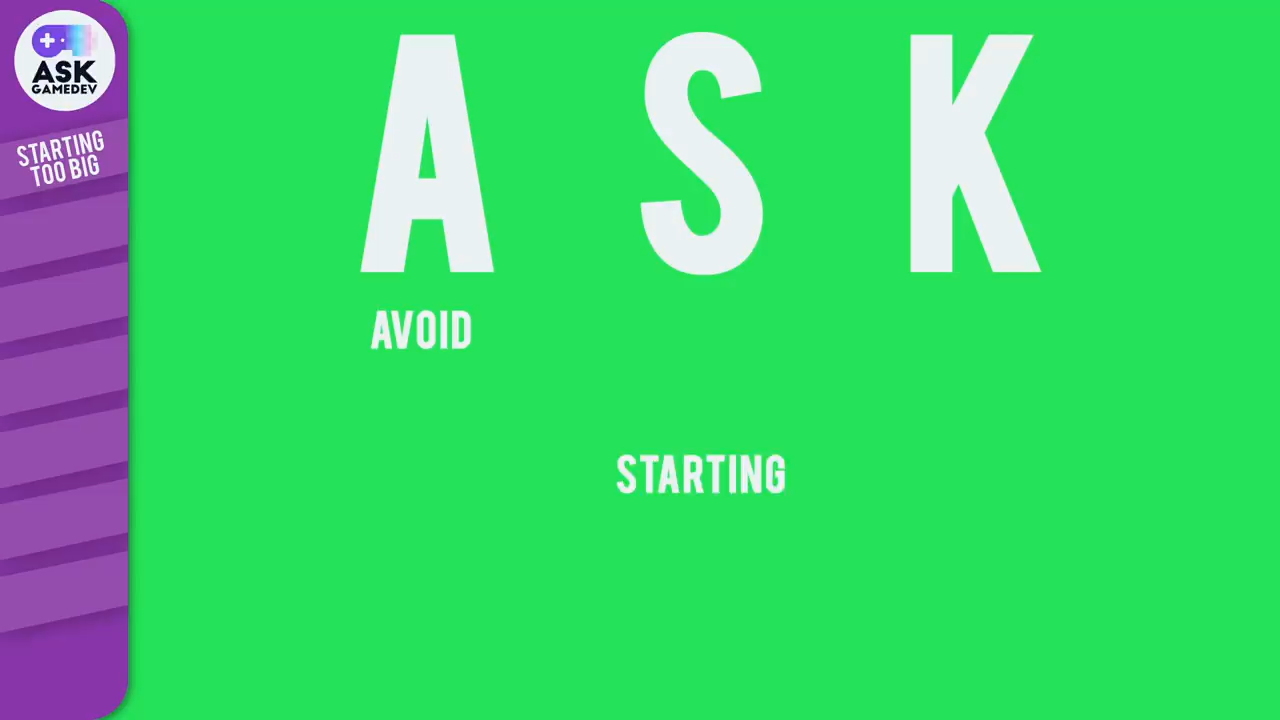 ASK
GAMEDEV
STARTING
TOO BIG
A S K
AVOID
STARTING